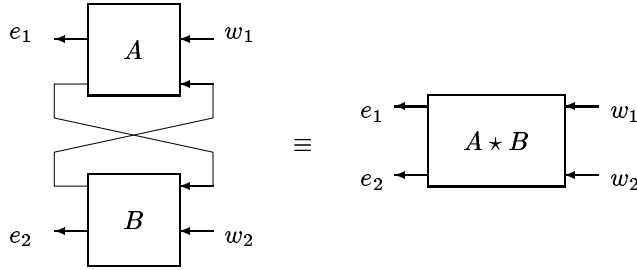 e₁ A w₁
≡
e₁ A ⋆ B w₁
e₂ w₂
e₂ B w₂